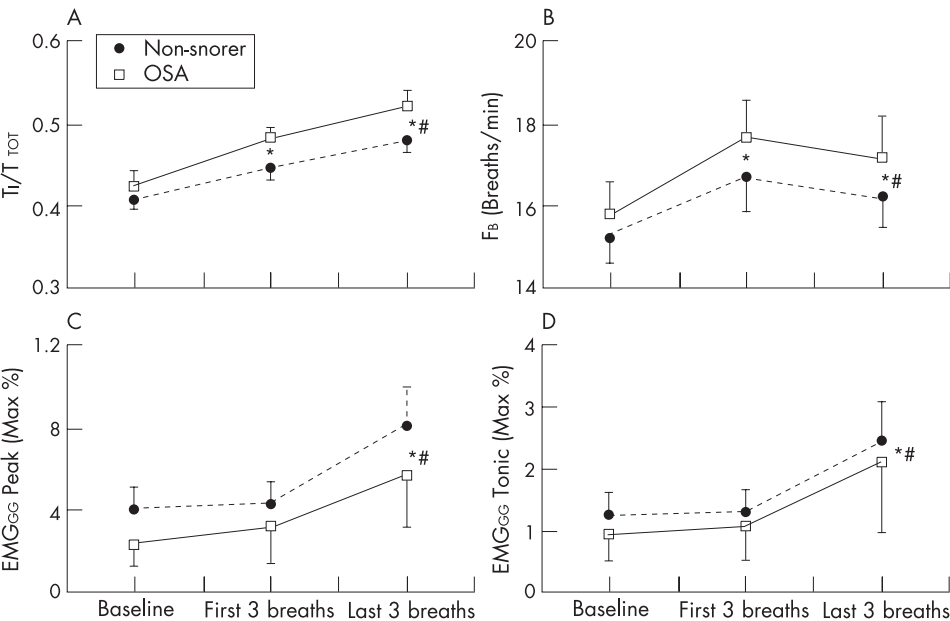 A
0.6
0.5
0.4
0.3
TI/T TOT
Non-snorer
OSA
*
*#
B
20
18
16
14
FB (Breaths/min)
*
*#
C
1.2
8
4
0
EMGGG Peak (Max %)
*#
Baseline
First 3 breaths
Last 3 breaths
D
4
3
2
1
0
EMGGG Tonic (Max %)
*#
Baseline
First 3 breaths
Last 3 breaths